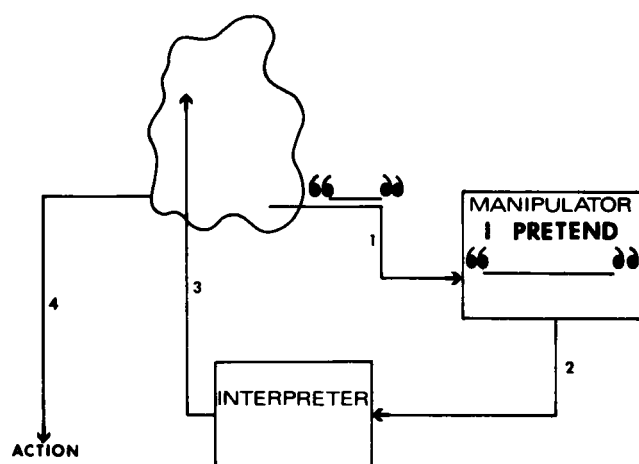 “ ”
1
MANIPULATOR
I PRETEND
“ ”
4
3
2
INTERPRETER
ACTION